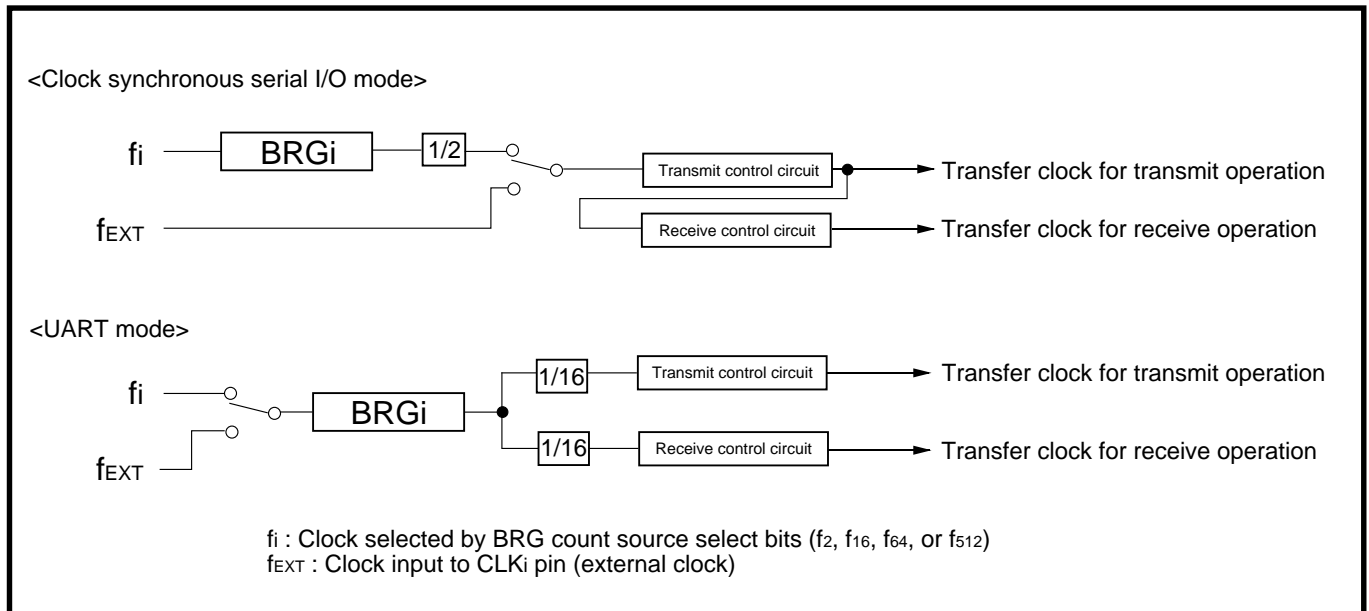 <Clock synchronous serial I/O mode>
fi
BRGi
1/2
Transmit control circuit
Transfer clock for transmit operation
fEXT
Receive control circuit
Transfer clock for receive operation
<UART mode>
fi
BRGi
1/16
Transmit control circuit
Transfer clock for transmit operation
fEXT
1/16
Receive control circuit
Transfer clock for receive operation
fi : Clock selected by BRG count source select bits (f2, f16, f64, or f512)
fEXT : Clock input to CLKi pin (external clock)